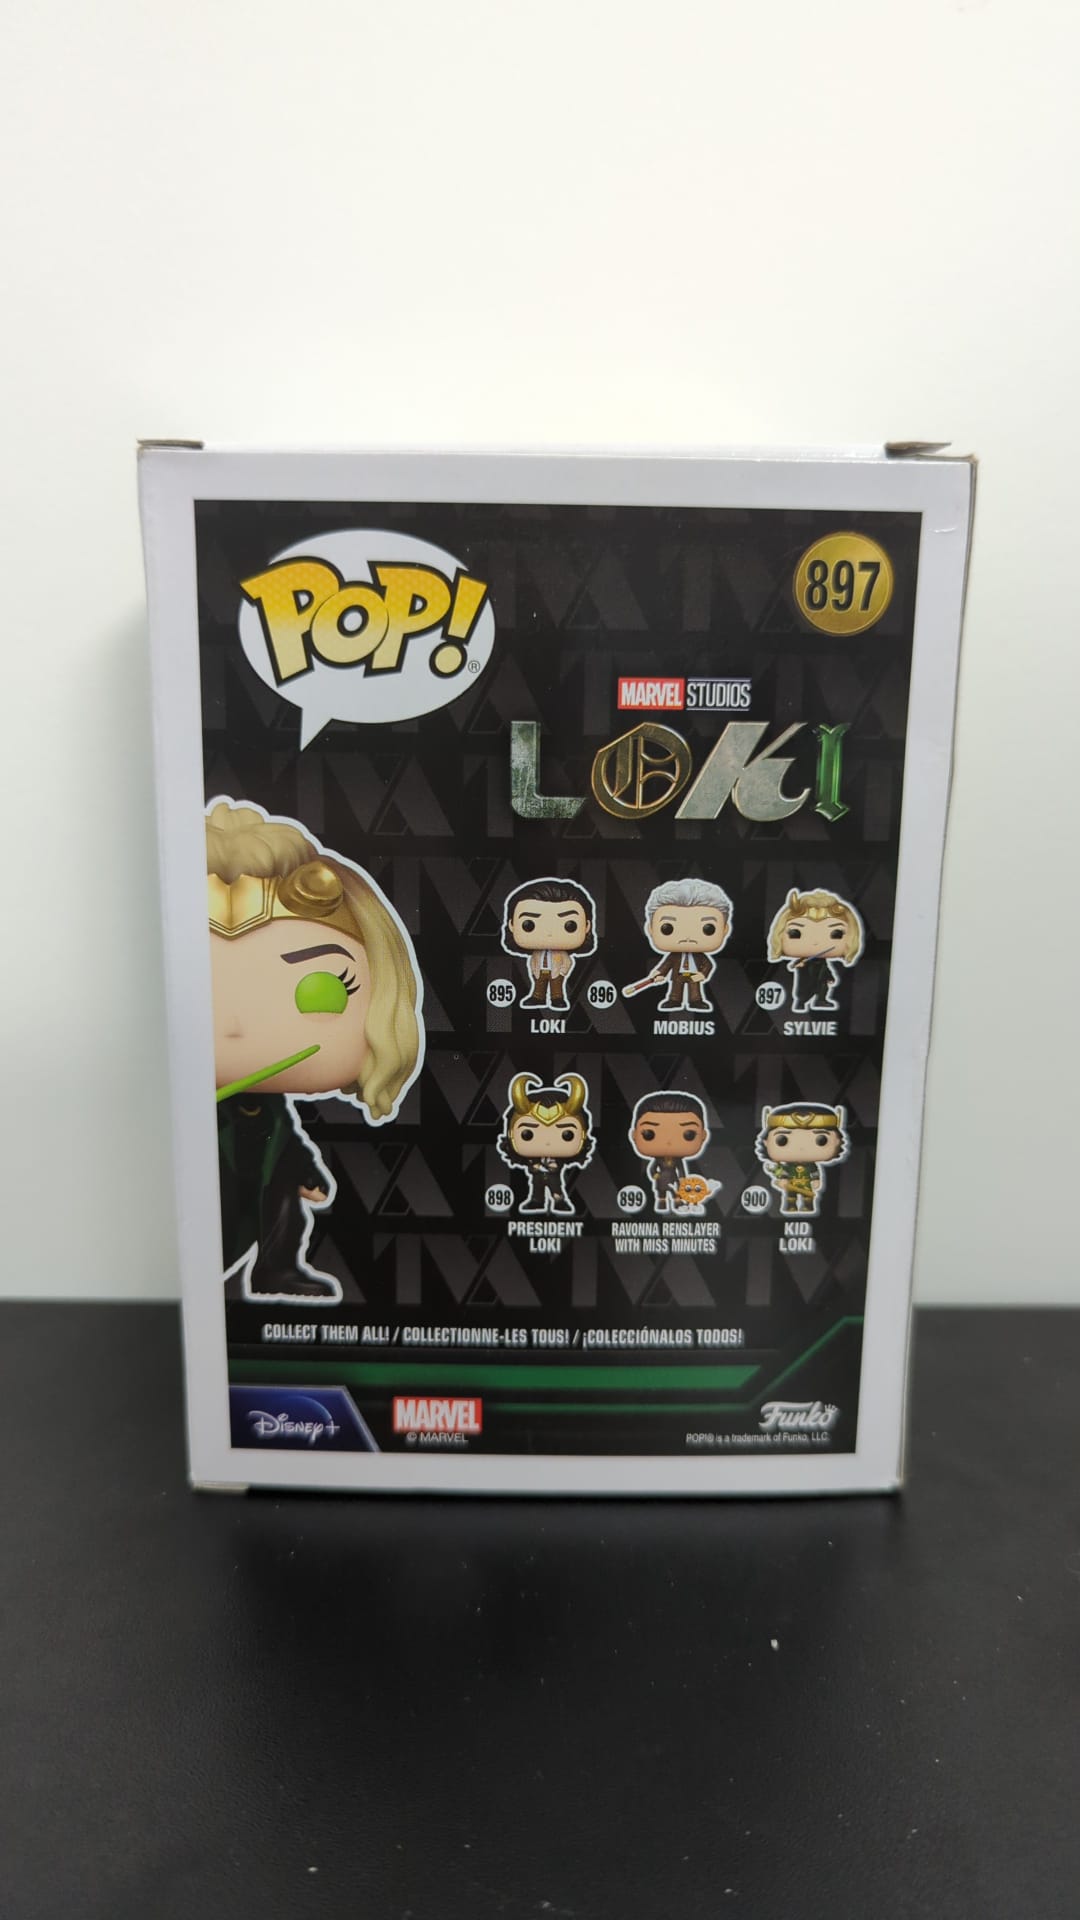 POP!®
897
MARVEL STUDIOS
LOKI
895
LOKI
896
MOBIUS
897
SYLVIE
898
PRESIDENT
LOKI
899
RAVONNA RENSLAYER
WITH MISS MINUTES
900
KID
LOKI
COLLECT THEM ALL! / COLLECTIONNE-LES TOUS! / ¡COLECCIÓNALOS TODOS!
Disney+
MARVEL
© MARVEL
Funko
POP!® is a trademark of Funko, LLC.